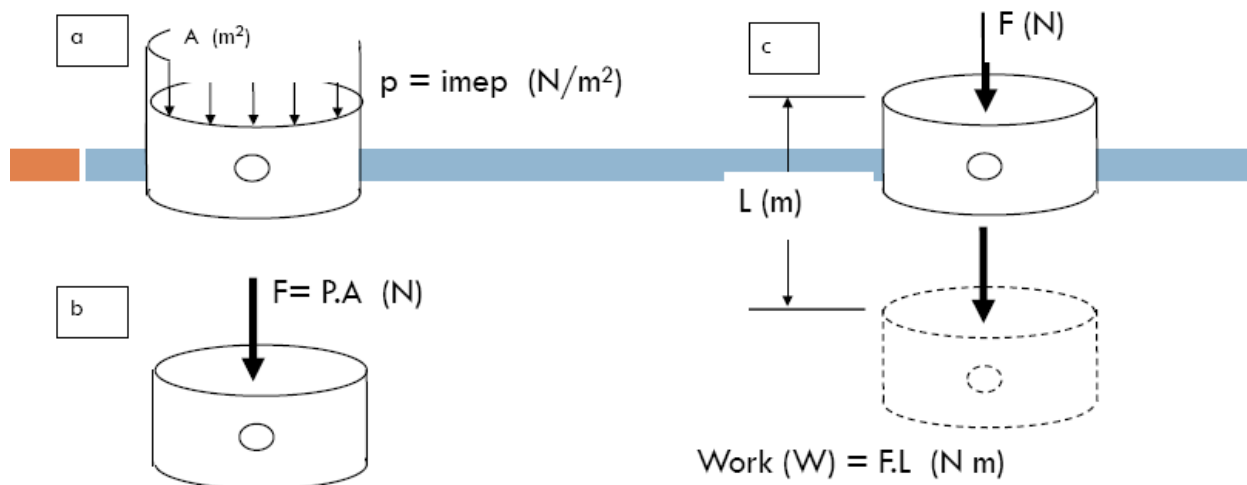 a
A (m²)
p = imep (N/m²)
b
F= P.A (N)
c
F (N)
L (m)
Work (W) = F.L (N m)